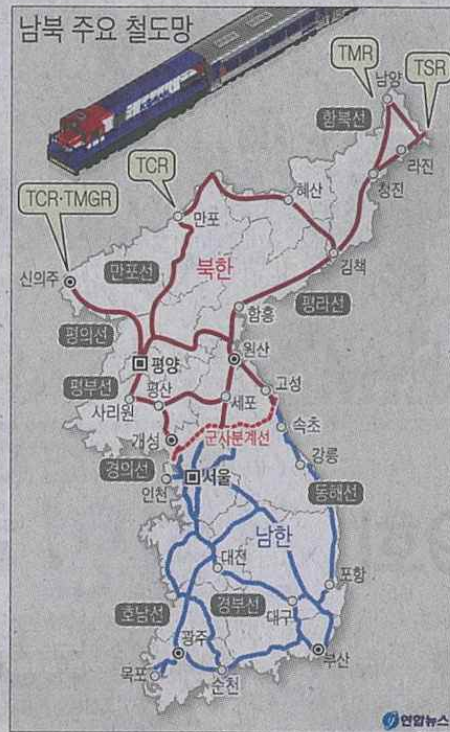 남북 주요 철도망
TMR
남양
TSR
함북선
라진
청진
TCR
혜산
만포
TCR·TMGR
김책
만포선
북한
신의주
함흥
평라선
평의선
원산
평양
고성
평부선
평산
세포
사리원
속초
개성
군사분계선
강릉
경의선
서울
인천
동해선
남한
대전
포항
호남선
경부선
대구
광주
부산
목포
순천
연합뉴스